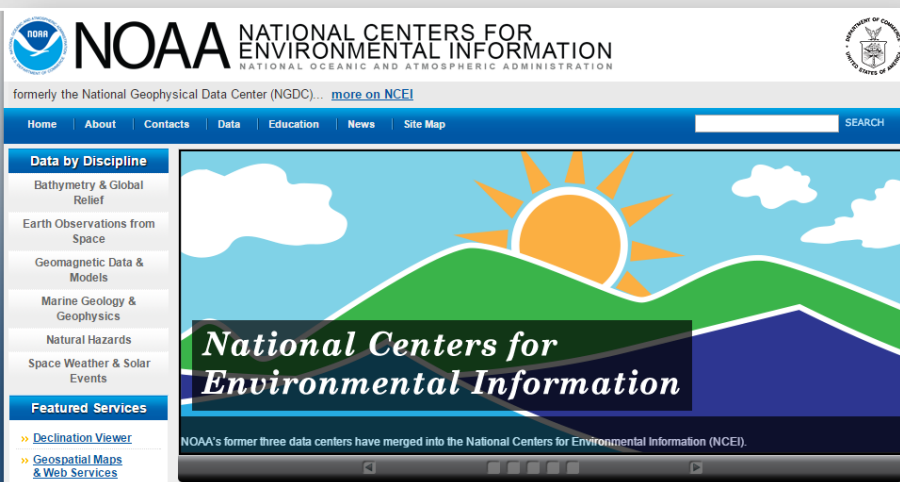 NOAA
NOAA NATIONAL CENTERS FOR
ENVIRONMENTAL INFORMATION
NATIONAL OCEANIC AND ATMOSPHERIC ADMINISTRATION
formerly the National Geophysical Data Center (NGDC)... more on NCEI
Home About Contacts Data Education News Site Map SEARCH
Data by Discipline
Bathymetry & Global
Relief
Earth Observations from
Space
Geomagnetic Data &
Models
Marine Geology &
Geophysics
Natural Hazards
Space Weather & Solar
Events
Featured Services
›› Declination Viewer
›› Geospatial Maps
& Web Services
National Centers for
Environmental Information
NOAA's former three data centers have merged into the National Centers for Environmental Information (NCEI).